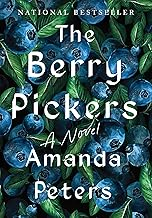 NATIONAL BESTSELLER
The
Berry
Pickers
A Novel
Amanda
Peters